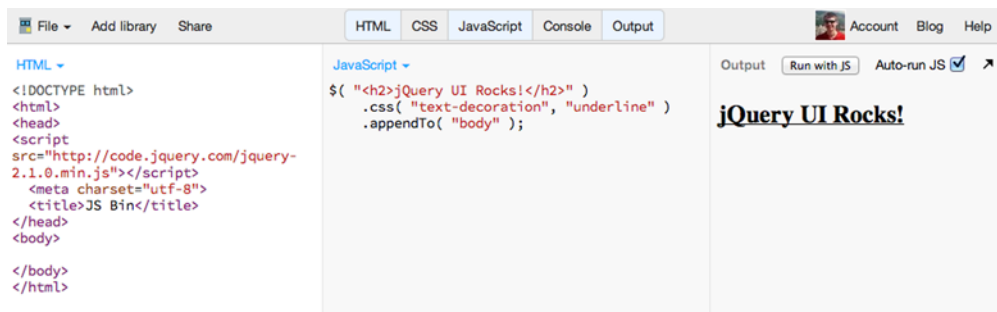 File Add library Share HTML CSS JavaScript Console Output Account Blog Help
HTML
<!DOCTYPE html>
<html>
<head>
<script
src="http://code.jquery.com/jquery-
2.1.0.min.js"></script>
<meta charset="utf-8">
<title>JS Bin</title>
</head>
<body>
</body>
</html>
JavaScript
$( "<h2>jQuery UI Rocks!</h2>" )
.css( "text-decoration", "underline" )
.appendTo( "body" );
Output Run with JS Auto-run JS
jQuery UI Rocks!